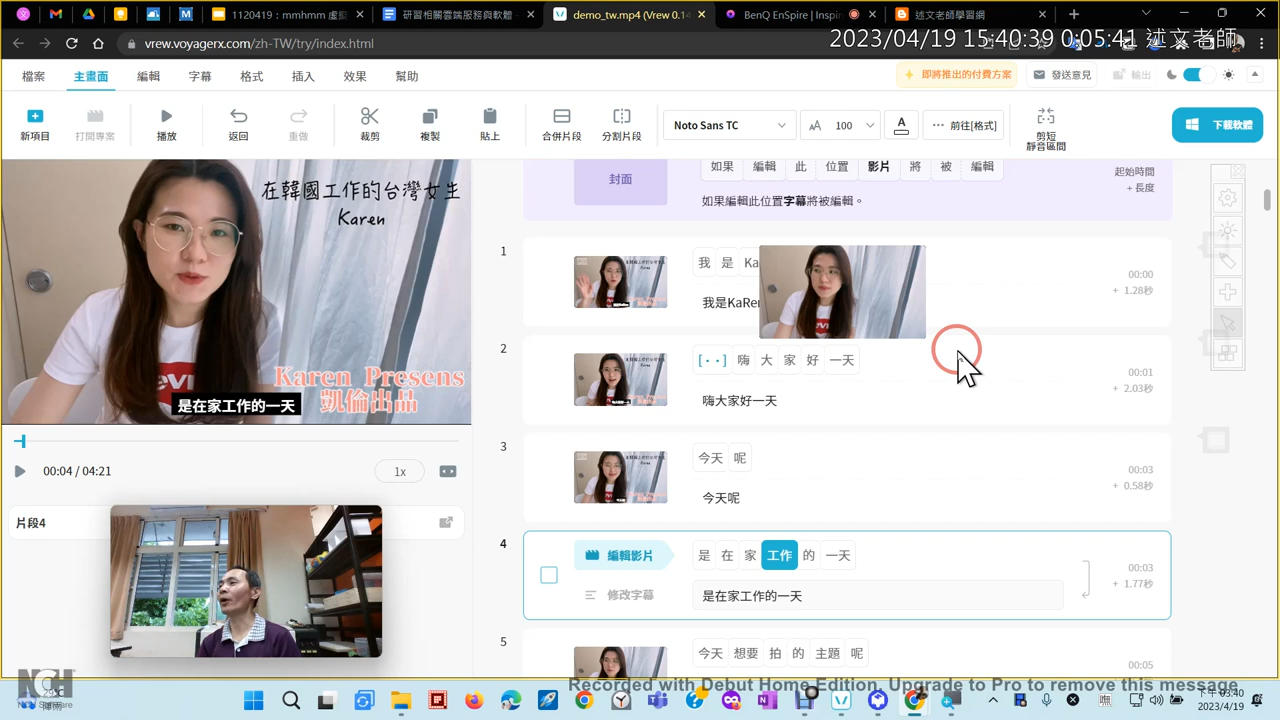 1120419：mmhmm 虛擬
研習相關雲端服務與軟體
demo_tw.mp4 (Vrew 0.14
BenQ EnSpire | Inspi
述文老師學習網
vrew.voyagerx.com/zh-TW/try/index.html
2023/04/19 15:40:39 0:05:41 述文老師
檔案 主畫面 編輯 字幕 格式 插入 效果 幫助
即將推出的付費方案 發送意見 輸出
新項目 打開專案 播放 返回 重做 裁剪 複製 貼上 合併片段 分割片段
Noto Sans TC 100 A 前往[格式]
剪短
靜音區間
下載軟體
在韓國工作的台灣女生
Karen
Karen Presens
凱倫出品
是在家工作的一天
00:04 / 04:21 1x
片段4
封面
如果 編輯 此 位置 影片 將 被 編輯
如果編輯此位置字幕將被編輯。
起始時間
+ 長度
1
我 是 Ka
我是KaRer
00:00
+ 1.28秒
2
[··] 嗨 大 家 好 一天
嗨大家好一天
00:01
+ 2.03秒
3
今天 呢
今天呢
00:03
+ 0.58秒
4
編輯影片
是 在 家 工作 的 一天
修改字幕
是在家工作的一天
00:03
+ 1.77秒
5
今天 想要 拍 的 主題 呢
00:05
NCH
NCH Software
Recorded with Debut Home Edition. Upgrade to Pro to remove this message
下午 03:40
2023/4/19